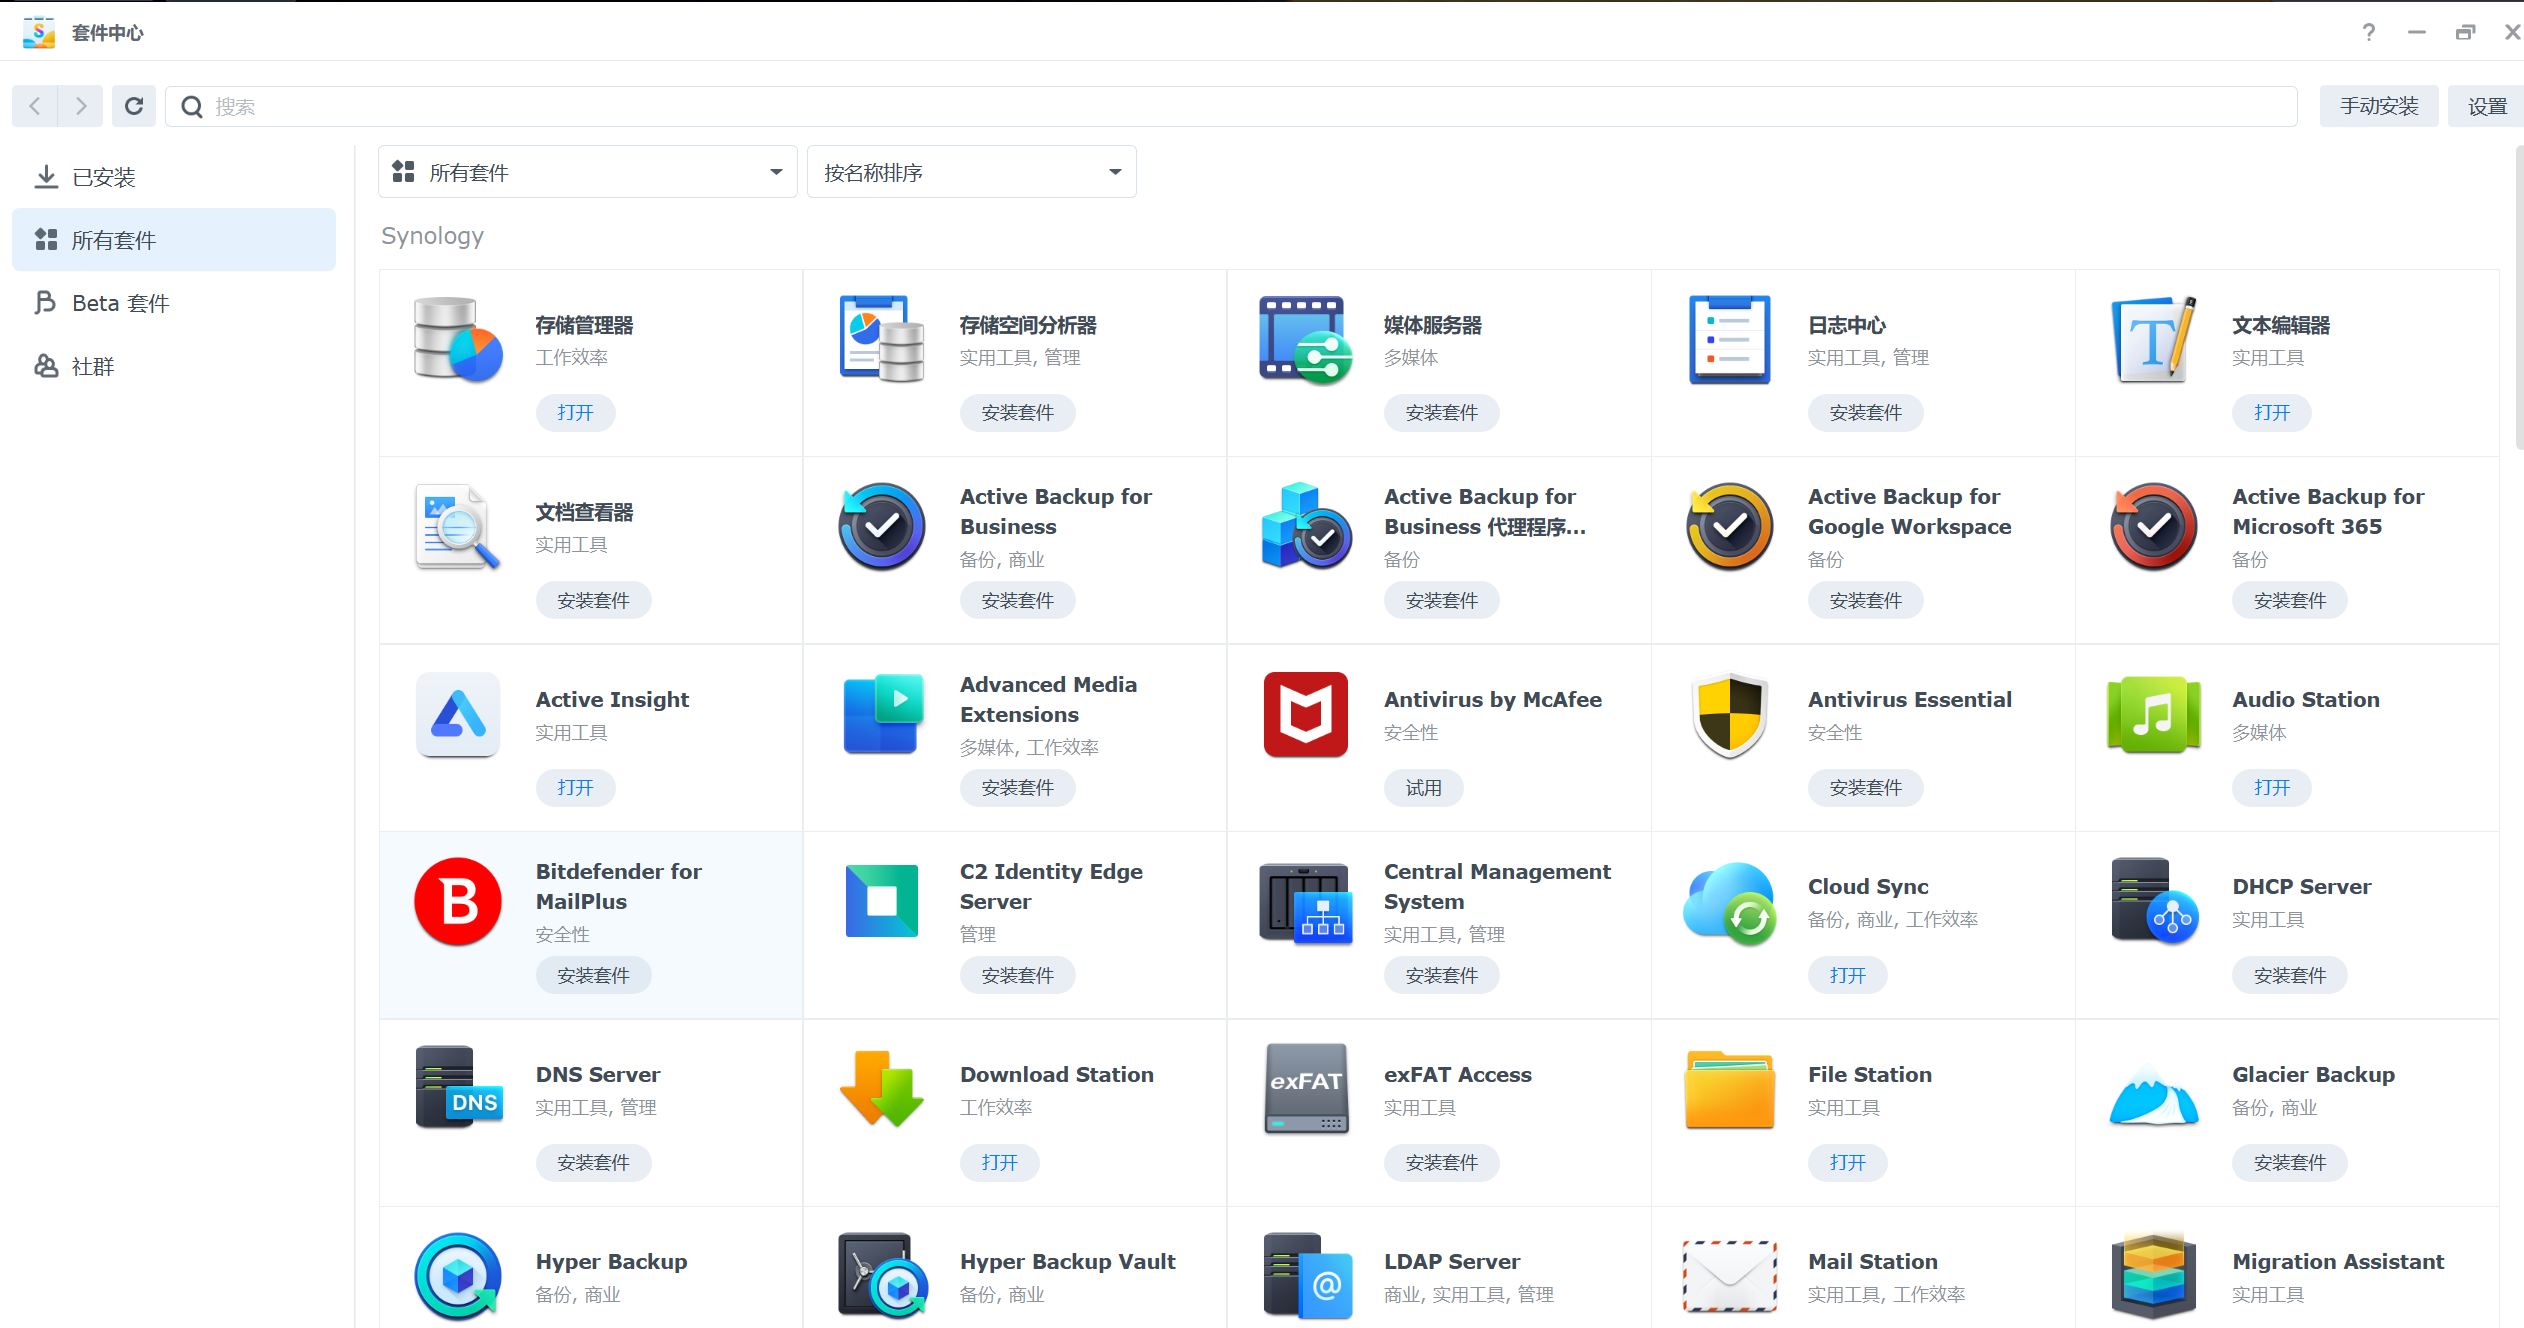 套件中心
搜索
手动安装
设置
已安装
所有套件
Beta 套件
社群
所有套件
按名称排序
Synology
存储管理器
工作效率
打开
存储空间分析器
实用工具, 管理
安装套件
媒体服务器
多媒体
安装套件
日志中心
实用工具, 管理
安装套件
文本编辑器
实用工具
打开
文档查看器
实用工具
安装套件
Active Backup for
Business
备份, 商业
安装套件
Active Backup for
Business 代理程序...
备份
安装套件
Active Backup for
Google Workspace
备份
安装套件
Active Backup for
Microsoft 365
备份
安装套件
Active Insight
实用工具
打开
Advanced Media
Extensions
多媒体, 工作效率
安装套件
Antivirus by McAfee
安全性
试用
Antivirus Essential
安全性
安装套件
Audio Station
多媒体
打开
B
Bitdefender for
MailPlus
安全性
安装套件
C2 Identity Edge
Server
管理
安装套件
Central Management
System
实用工具, 管理
安装套件
Cloud Sync
备份, 商业, 工作效率
打开
DHCP Server
实用工具
安装套件
DNS
DNS Server
实用工具, 管理
安装套件
Download Station
工作效率
打开
exFAT
exFAT Access
实用工具
安装套件
File Station
实用工具
打开
Glacier Backup
备份, 商业
安装套件
Hyper Backup
备份, 商业
Hyper Backup Vault
备份, 商业
@
LDAP Server
商业, 实用工具, 管理
Mail Station
实用工具, 工作效率
Migration Assistant
实用工具